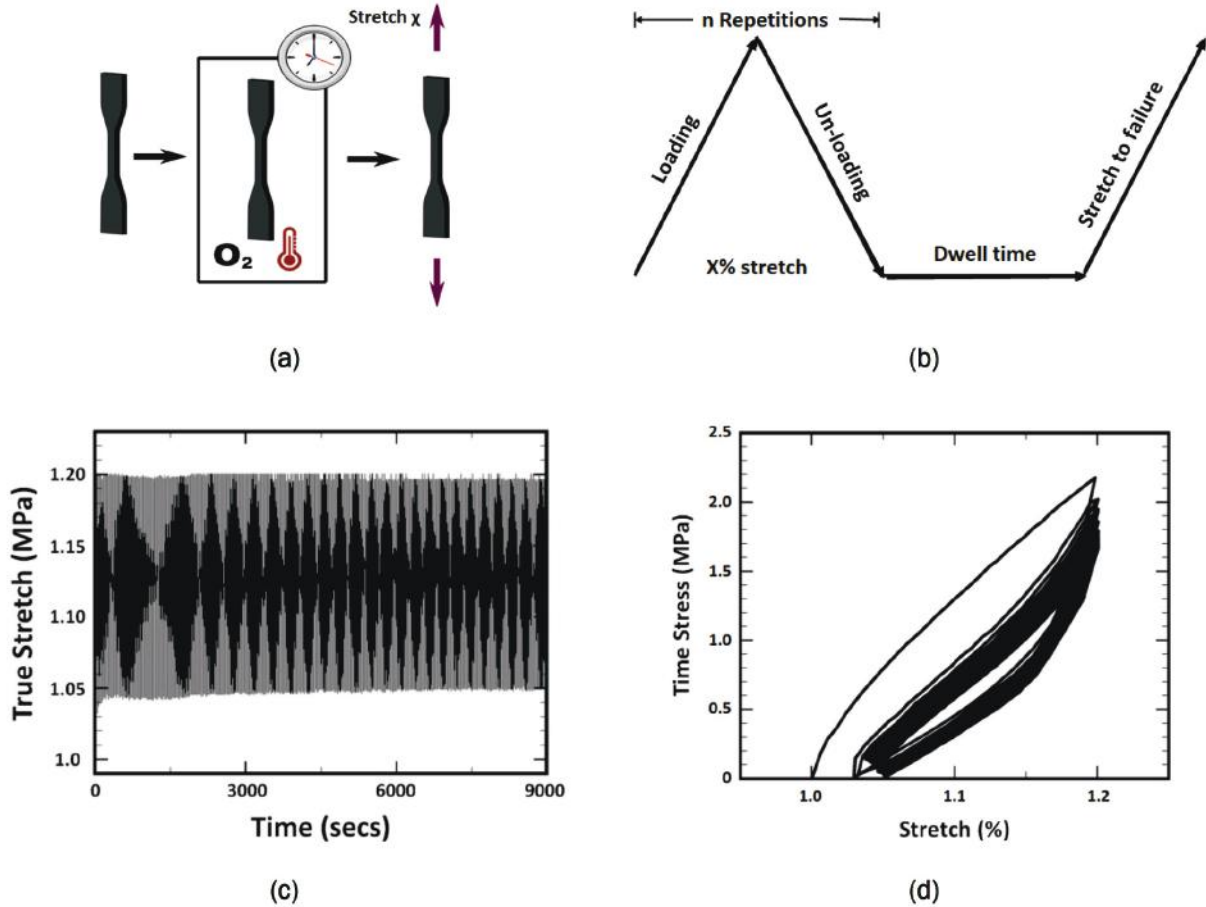 Stretch χ
O₂
(a)
n Repetitions
Loading
Un-loading
X% stretch
Dwell time
Stretch to failure
(b)
True Stretch (MPa)
1.20
1.15
1.10
1.05
1.0
0
3000
6000
9000
Time (secs)
(c)
Time Stress (MPa)
2.5
2.0
1.5
1.0
0.5
0
1.0
1.1
1.2
Stretch (%)
(d)